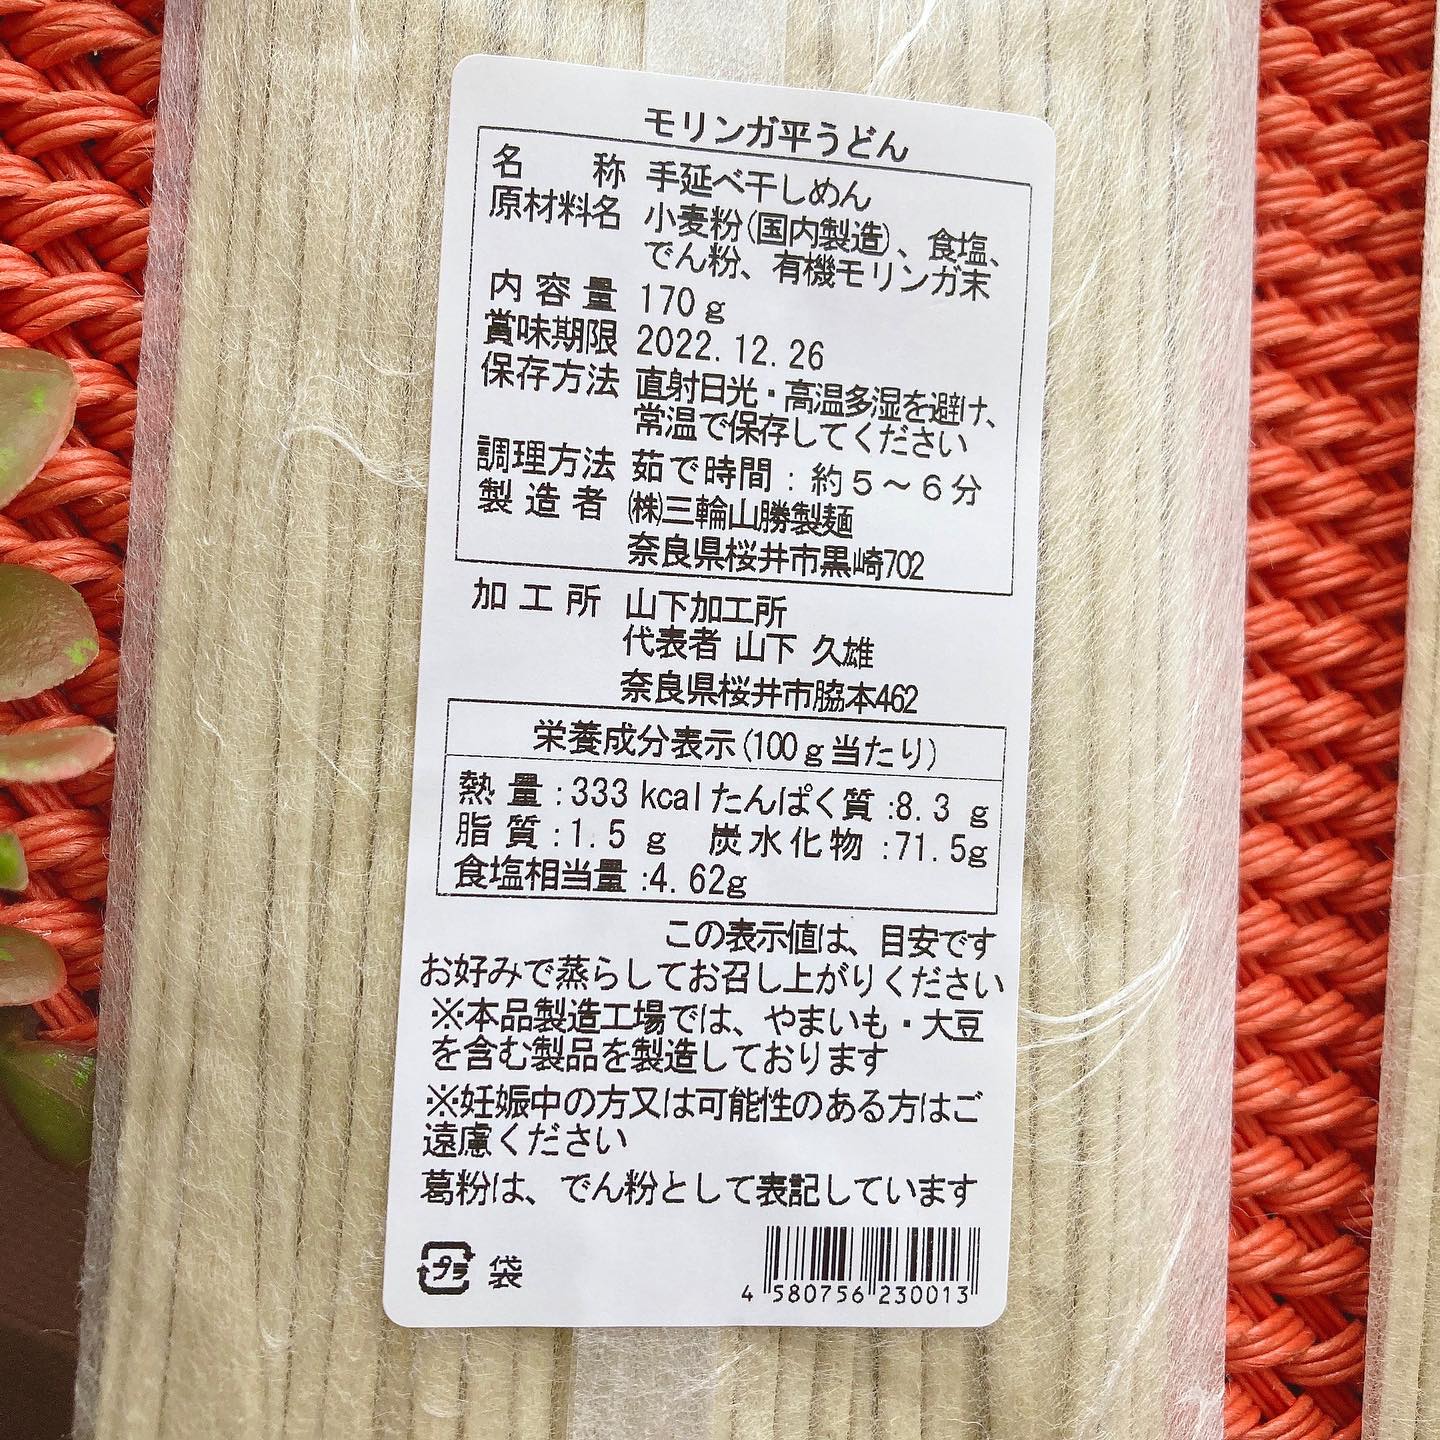 モリンガ平うどん
名　称 手延べ干しめん
原材料名 小麦粉(国内製造)、食塩、
でん粉、有機モリンガ末
内容量 170g
賞味期限 2022.12.26
保存方法 直射日光・高温多湿を避け、
常温で保存してください
調理方法 茹で時間：約5～6分
製造者 ㈱三輪山勝製麺
奈良県桜井市黒崎702
加工所 山下加工所
代表者 山下 久雄
奈良県桜井市脇本462
栄養成分表示(100g当たり)
熱量:333kcal たんぱく質:8.3g
脂質:1.5g 炭水化物:71.5g
食塩相当量:4.62g
この表示値は、目安です
お好みで蒸らしてお召し上がりください
※本品製造工場では、やまいも・大豆
を含む製品を製造しております
※妊娠中の方又は可能性のある方はご
遠慮ください
葛粉は、でん粉として表記しています
プラ 袋
4 580756 230013